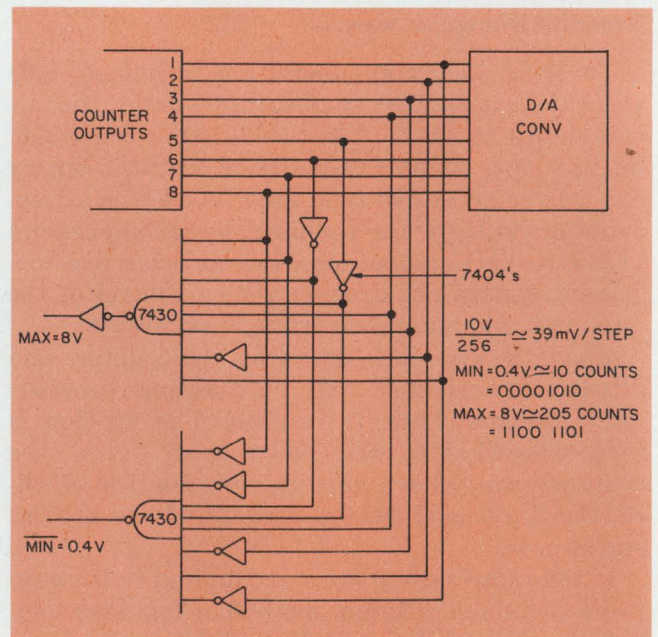 1
2
3
4
5
6
7
8
COUNTER
OUTPUTS
D/A
CONV
7404's
7430
MAX=8V
10V
256
≃ 39mV/STEP
MIN=0.4V≃10 COUNTS
=00001010
MAX=8V≃205 COUNTS
=1100 1101
7430
MIN=0.4V